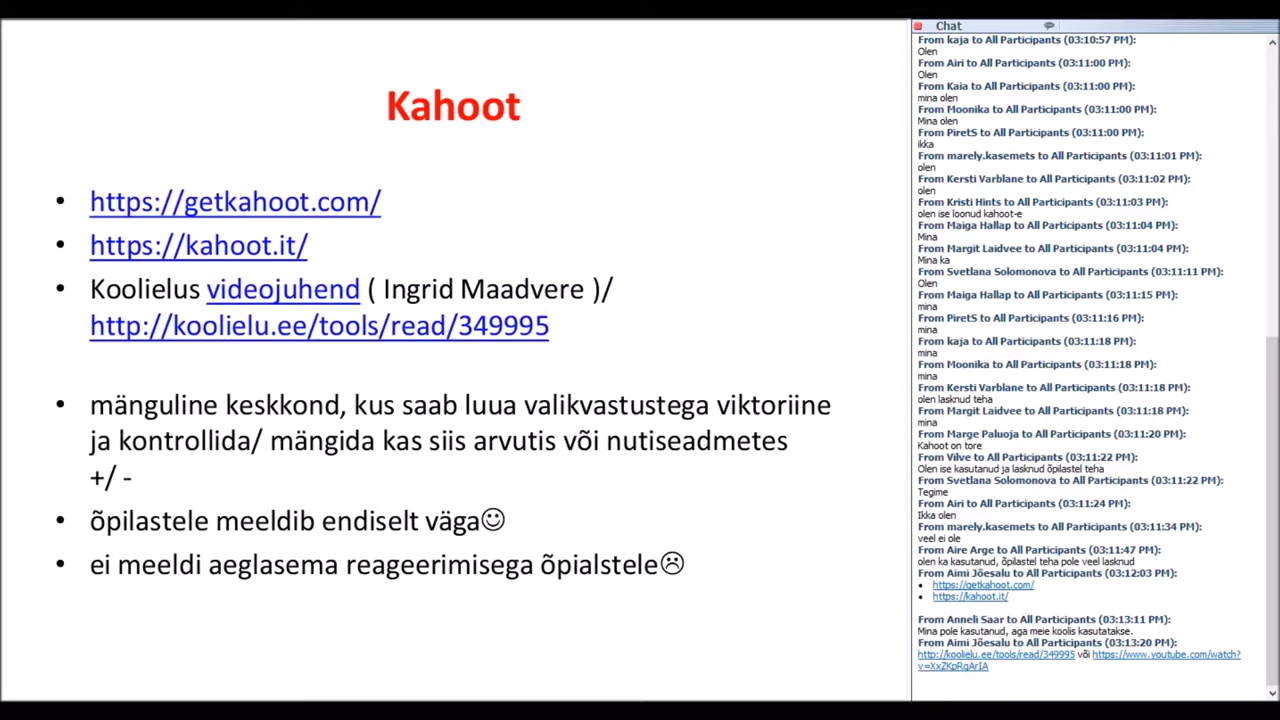 Kahoot
• https://getkahoot.com/
• https://kahoot.it/
• Koolielus videojuhend ( Ingrid Maadvere )/
http://koolielu.ee/tools/read/349995
• mänguline keskkond, kus saab luua valikvastustega viktoriine
ja kontrollida/ mängida kas siis arvutis või nutiseadmetes
+/ -
• õpilastele meeldib endiselt väga☺
• ei meeldi aeglasema reageerimisega õpialstele☹
Chat
From kaja to All Participants (03:10:57 PM):
Olen
From Airi to All Participants (03:11:00 PM):
Olen
From Kaia to All Participants (03:11:00 PM):
mina olen
From Moonika to All Participants (03:11:00 PM):
Mina olen
From PiretS to All Participants (03:11:00 PM):
ikka
From marely.kasemets to All Participants (03:11:01 PM):
olen
From Kersti Varblane to All Participants (03:11:02 PM):
olen
From Kristi Hints to All Participants (03:11:03 PM):
olen ise loonud kahoot-e
From Maiga Hallap to All Participants (03:11:04 PM):
Mina
From Margit Laidvee to All Participants (03:11:04 PM):
Mina ka
From Svetlana Solomonova to All Participants (03:11:11 PM):
Olen
From Maiga Hallap to All Participants (03:11:15 PM):
mina
From PiretS to All Participants (03:11:16 PM):
mina
From kaja to All Participants (03:11:18 PM):
mina
From Moonika to All Participants (03:11:18 PM):
mina
From Kersti Varblane to All Participants (03:11:18 PM):
olen lasknud teha
From Margit Laidvee to All Participants (03:11:18 PM):
mina
From Marge Paluoja to All Participants (03:11:20 PM):
Kahoot on tore
From Vilve to All Participants (03:11:22 PM):
Olen ise kasutanud ja lasknud õpilastel teha
From Svetlana Solomonova to All Participants (03:11:22 PM):
Tegime
From Airi to All Participants (03:11:24 PM):
Ikka olen
From marely.kasemets to All Participants (03:11:34 PM):
veel ei ole
From Aire Arge to All Participants (03:11:47 PM):
olen ka kasutanud, õpilastel teha pole veel lasknud
From Aimi Jõesalu to All Participants (03:12:03 PM):
• https://getkahoot.com/
• https://kahoot.it/
From Anneli Saar to All Participants (03:13:11 PM):
Mina pole kasutanud, aga meie koolis kasutatakse.
From Aimi Jõesalu to All Participants (03:13:20 PM):
http://koolielu.ee/tools/read/349995 või https://www.youtube.com/watch?
v=XxZKpRqArIA